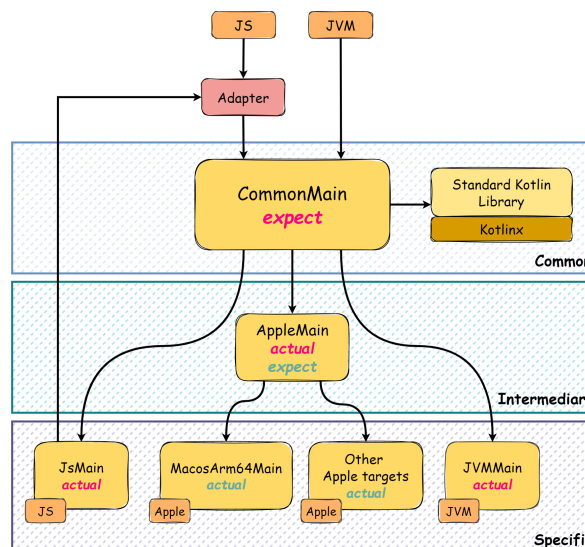 JS
JVM
Adapter
CommonMain
expect
Standard Kotlin
Library
Kotlinx
Common
AppleMain
actual
expect
Intermediar
JsMain
actual
JS
MacosArm64Main
actual
Apple
Other
Apple targets
actual
Apple
JVMMain
actual
JVM
Specifi